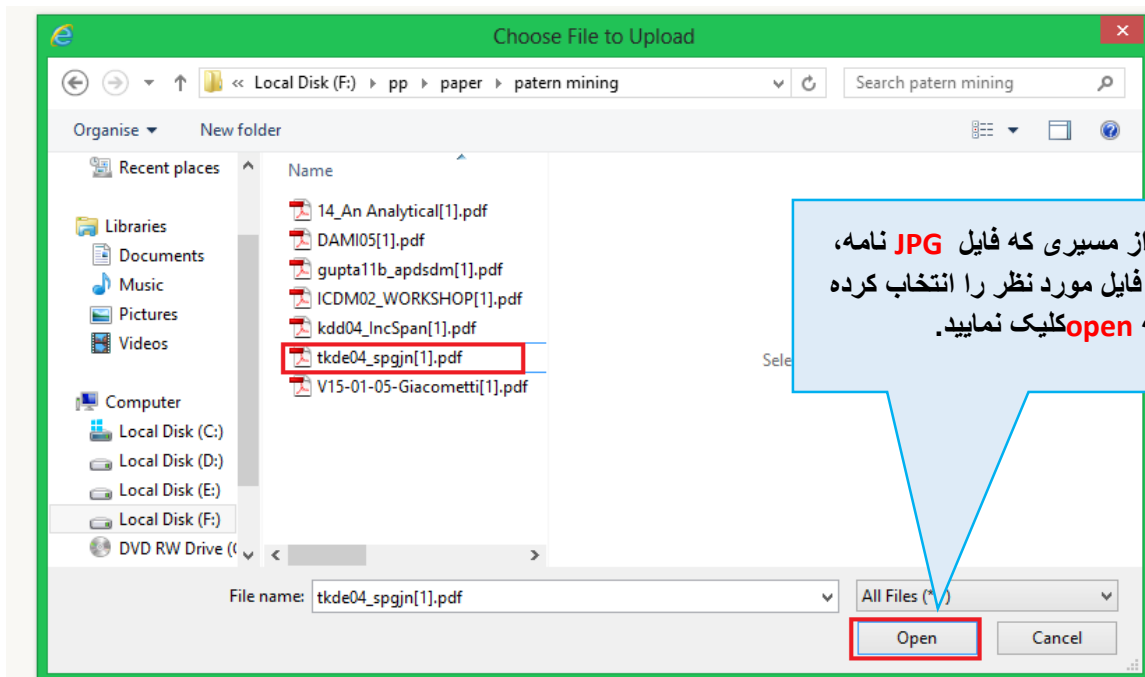 Choose File to Upload
« Local Disk (F:) ▸ pp ▸ paper ▸ patern mining
Search patern mining
Organise ▾ New folder
Recent places
Libraries
Documents
Music
Pictures
Videos
Computer
Local Disk (C:)
Local Disk (D:)
Local Disk (E:)
Local Disk (F:)
DVD RW Drive (
Name
14_An Analytical[1].pdf
DAMI05[1].pdf
gupta11b_apdsdm[1].pdf
ICDM02_WORKSHOP[1].pdf
kdd04_IncSpan[1].pdf
tkde04_spgjn[1].pdf
V15-01-05-Giacometti[1].pdf
Sele
از مسیری که فایل JPG نامه،
فایل مورد نظر را انتخاب کرده
openکلیک نمایید.
File name: tkde04_spgjn[1].pdf
All Files (*
Open Cancel